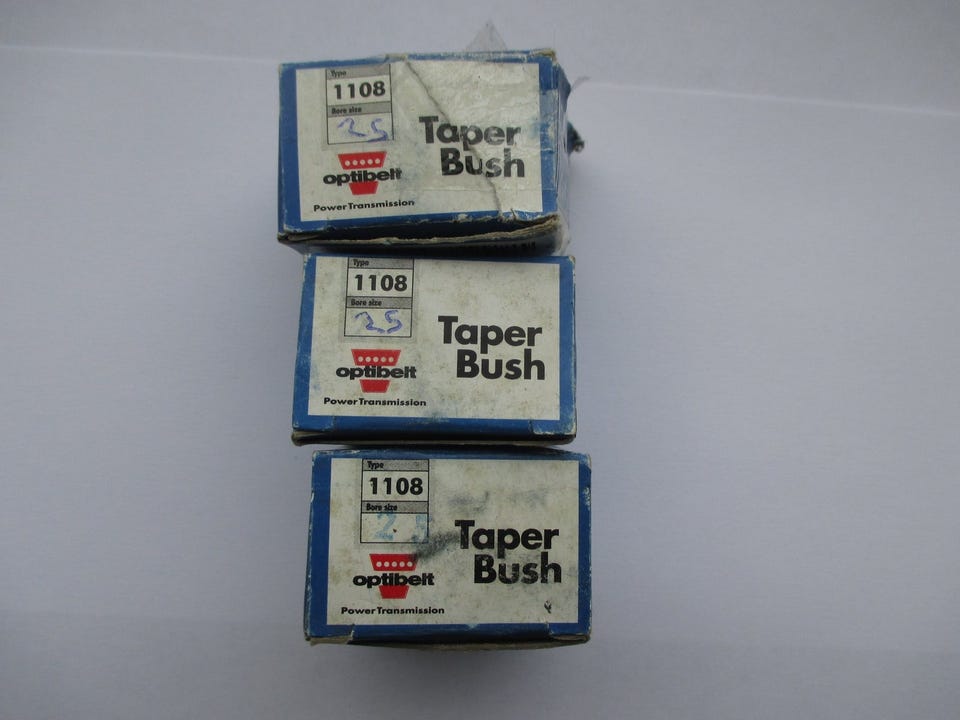 Type
1108
Bore size
25
Taper
Bush
optibelt
Power Transmission
Type
1108
Bore size
25
Taper
Bush
optibelt
Power Transmission
Type
1108
Bore size
2
Taper
Bush
optibelt
Power Transmission